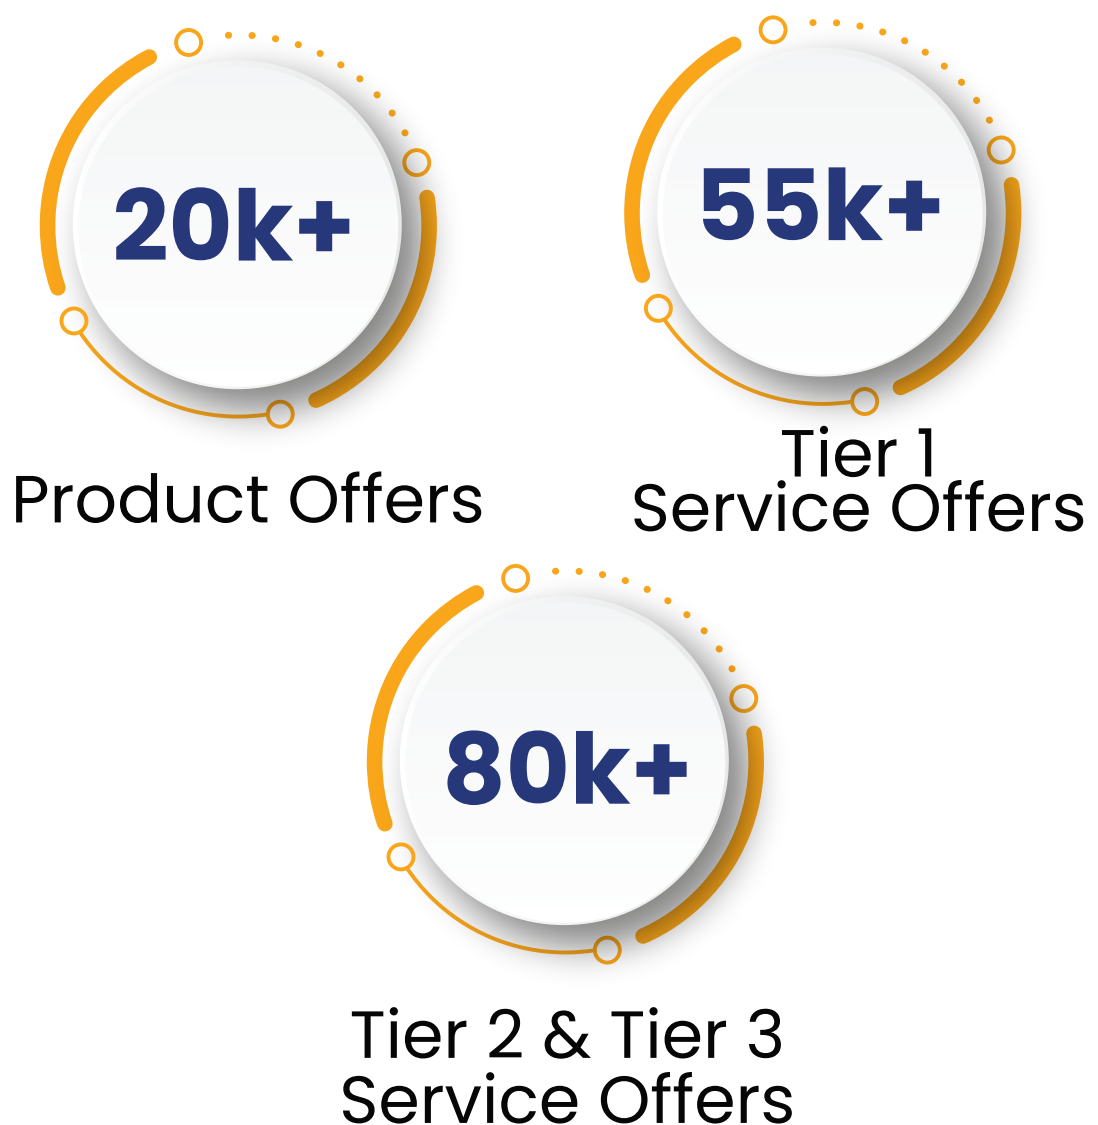 20k+
Product Offers
55k+
Tier 1
Service Offers
80k+
Tier 2 & Tier 3
Service Offers